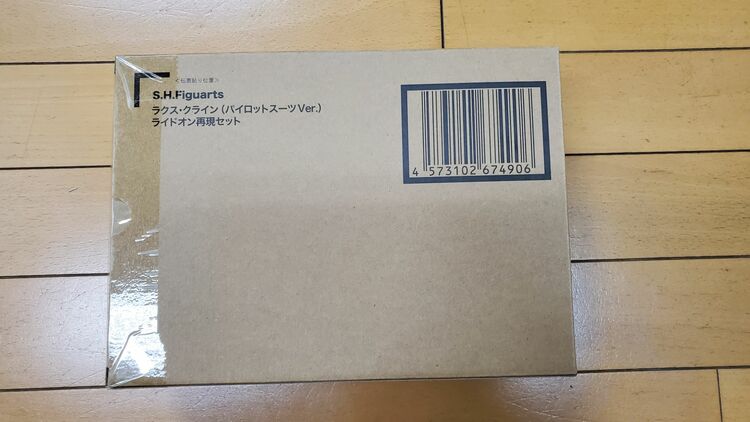 <伝票貼り位置>
S.H.Figuarts
ラクス・クライン(パイロットスーツVer.)
ライドオン再現セット
4 573102 674906